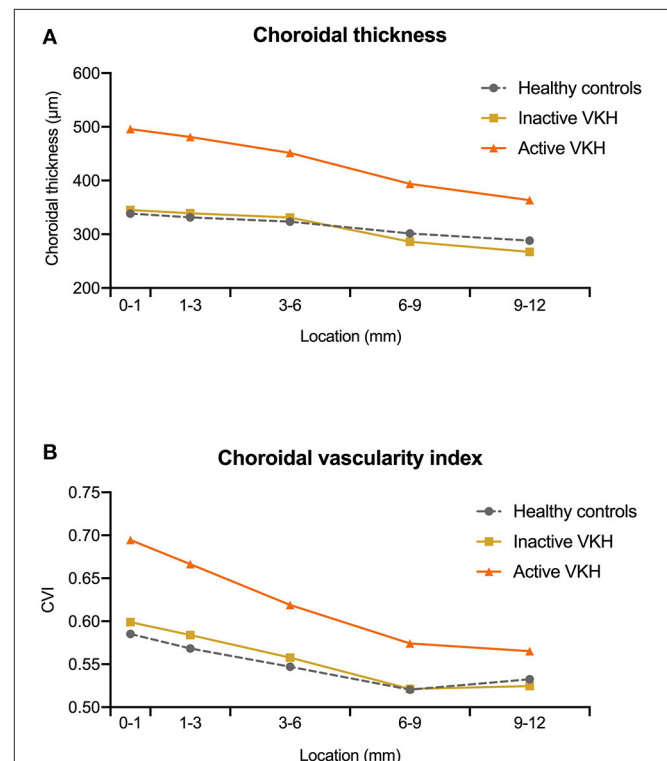 A
Choroidal thickness
600
500
400
300
200
Choroidal thickness (µm)
Healthy controls
Inactive VKH
Active VKH
0-1 1-3 3-6 6-9 9-12
Location (mm)
B
Choroidal vascularity index
0.75
0.70
0.65
0.60
0.55
0.50
CVI
Healthy controls
Inactive VKH
Active VKH
0-1 1-3 3-6 6-9 9-12
Location (mm)